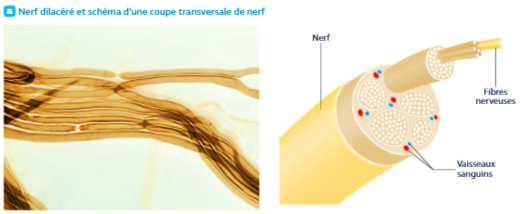 a Nerf dilacéré et schéma d'une coupe transversale de nerf
Nerf
Fibres
nerveuses
Vaisseaux
sanguins